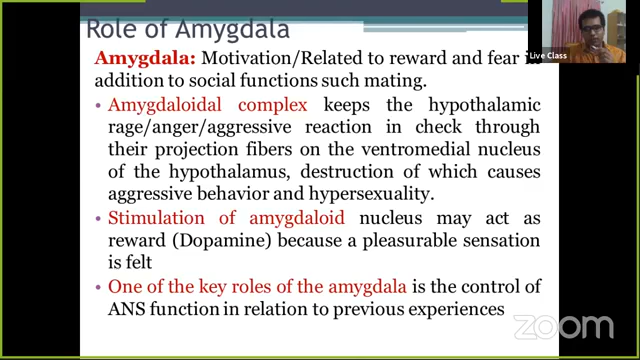 Role of Amygdala
Live Class
Amygdala: Motivation/Related to reward and fear in
addition to social functions such mating.
• Amygdaloidal complex keeps the hypothalamic
rage/anger/aggressive reaction in check through
their projection fibers on the ventromedial nucleus
of the hypothalamus, destruction of which causes
aggressive behavior and hypersexuality.
• Stimulation of amygdaloid nucleus may act as
reward (Dopamine) because a pleasurable sensation
is felt
• One of the key roles of the amygdala is the control of
ANS function in relation to previous experiences
zoom